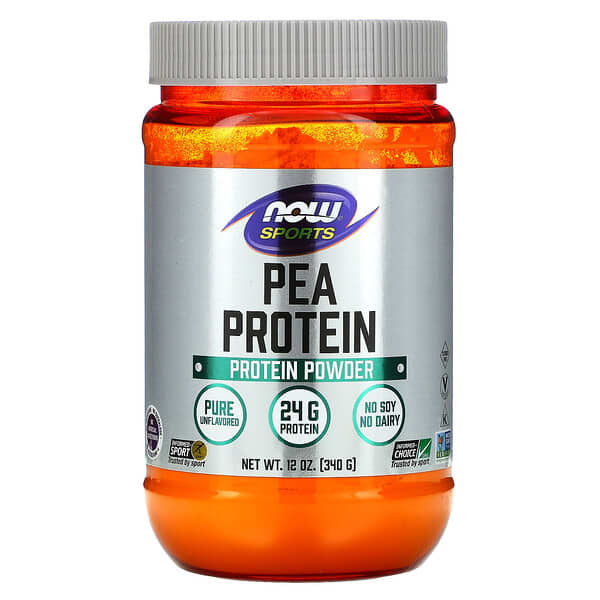 NOW
SPORTS
PEA
PROTEIN
PROTEIN POWDER
PURE
UNFLAVORED
24 G
PROTEIN
NO SOY
NO DAIRY
INFORMED
SPORT
Trusted by sport
INFORMED-
CHOICE
Trusted by sport
NET WT. 12 OZ. (340 G)